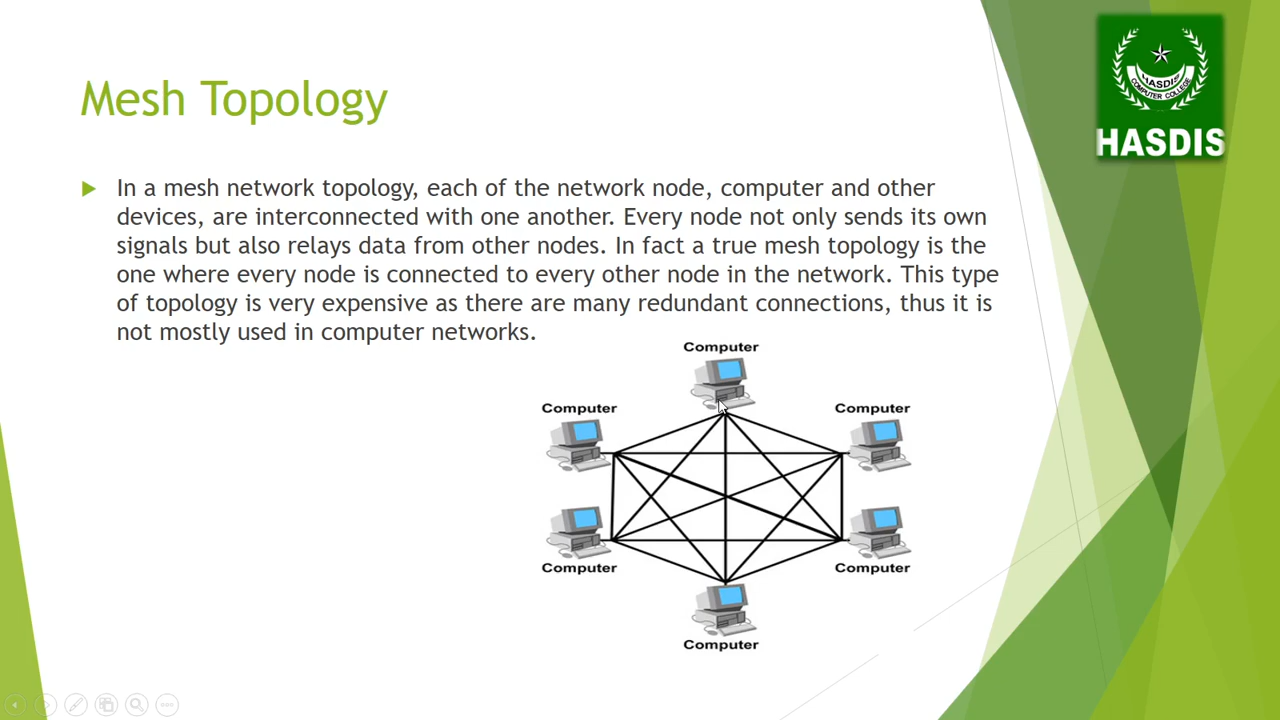 Mesh Topology
HASDIS
COMPUTER COLLEGE
HASDIS
In a mesh network topology, each of the network node, computer and other
devices, are interconnected with one another. Every node not only sends its own
signals but also relays data from other nodes. In fact a true mesh topology is the
one where every node is connected to every other node in the network. This type
of topology is very expensive as there are many redundant connections, thus it is
not mostly used in computer networks.
Computer
Computer
Computer
Computer
Computer
Computer